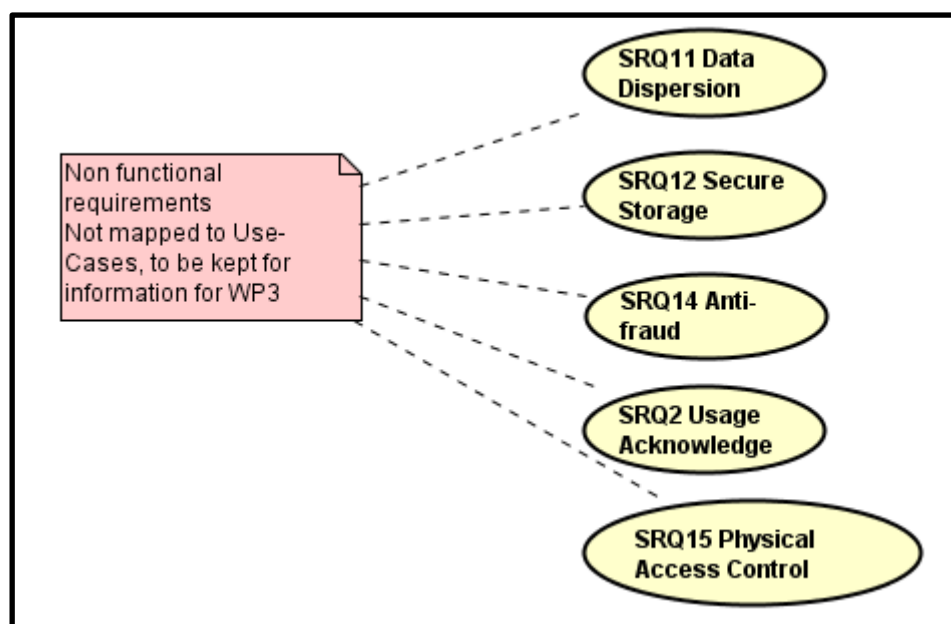 SRQ11 Data
Dispersion
Non functional
requirements
Not mapped to Use-
Cases, to be kept for
information for WP3
SRQ12 Secure
Storage
SRQ14 Anti-
fraud
SRQ2 Usage
Acknowledge
SRQ15 Physical
Access Control